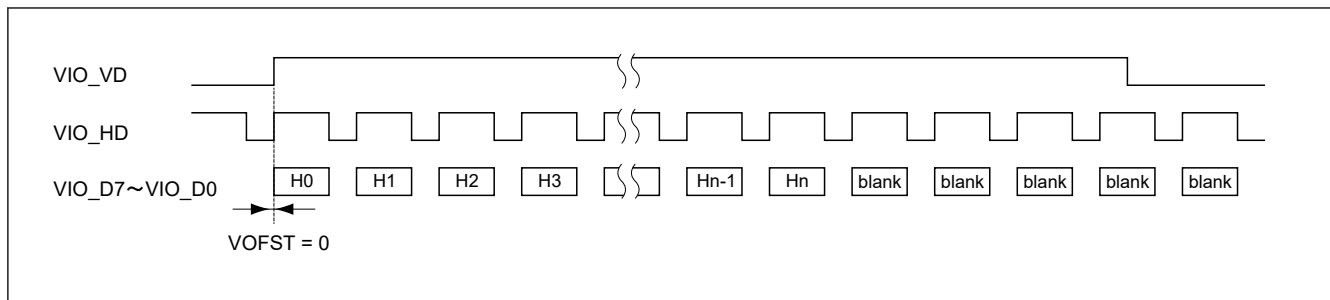 VIO_VD
VIO_HD
VIO_D7～VIO_D0 H0 H1 H2 H3 Hn-1 Hn blank blank blank blank blank
VOFST = 0